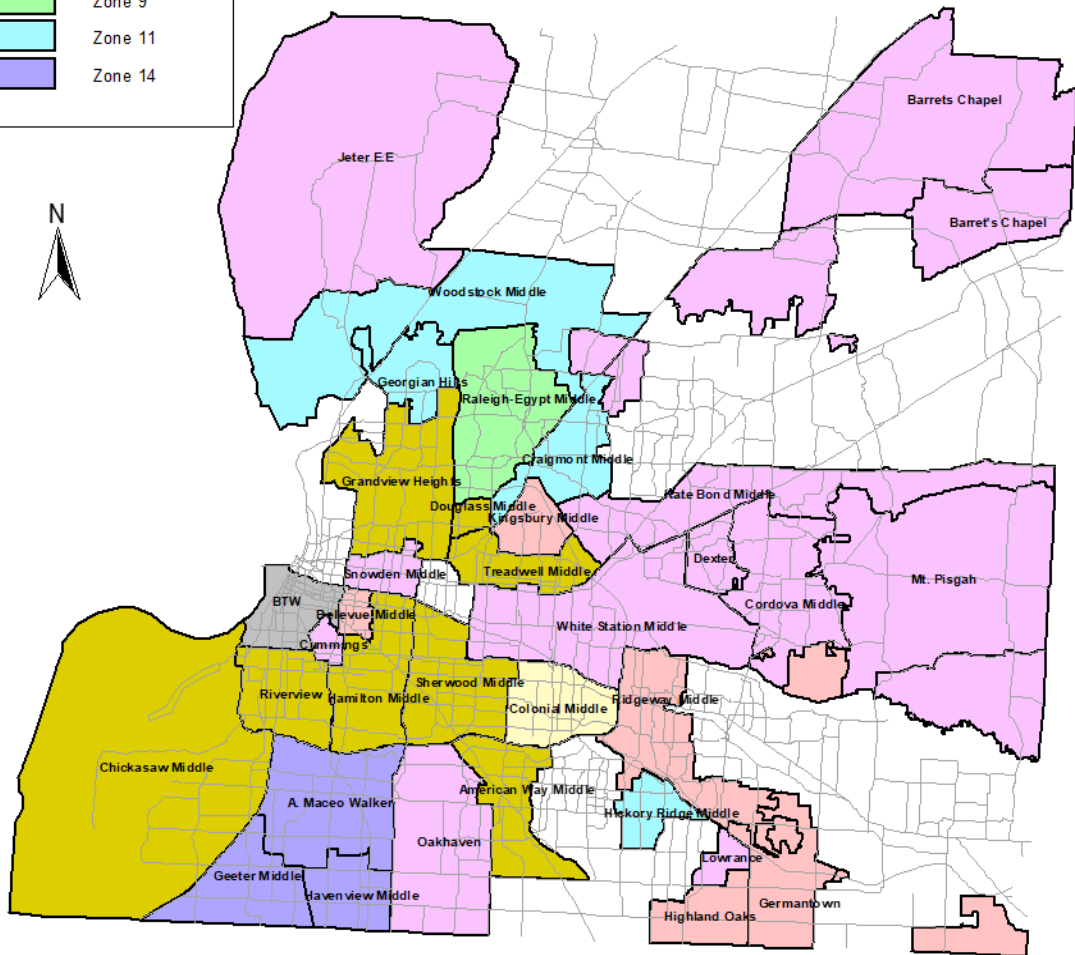 Zone 9
Zone 11
Zone 14
N
Barrets Chapel
Jeter E.E
Barret's Chapel
Woodstock Middle
Georgian Hills
Raleigh-Egypt Middle
Craigmont Middle
Grandview Heights
Kate Bond Middle
Douglass Middle
Kingsbury Middle
Dexter
Snowden Middle
Treadwell Middle
Mt. Pisgah
BTW
Cordova Middle
Bellevue Middle
White Station Middle
Cummings
Sherwood Middle
Riverview
Hamilton Middle
Ridgeway Middle
Colonial Middle
Chickasaw Middle
American Way Middle
A. Maceo Walker
Hickory Ridge Middle
Oakhaven
Lowrance
Geeter Middle
Havenview Middle
Germantown
Highland Oaks